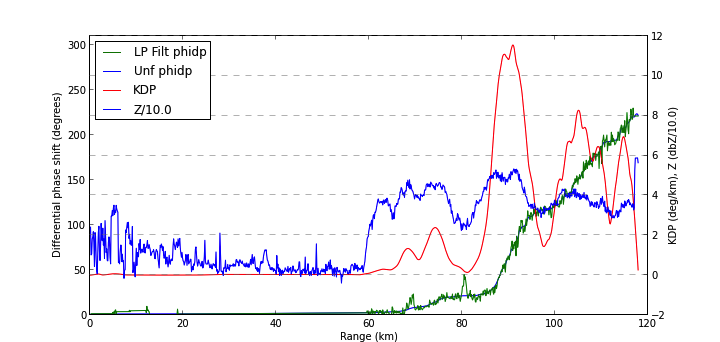 300
250
200
150
100
50
0
Differential phase shift (degrees)
LP Filt phidp
Unf phidp
KDP
Z/10.0
12
10
8
6
4
2
0
−2
KDP (deg/km), Z (dbZ/10.0)
0 20 40 60 80 100 120
Range (km)